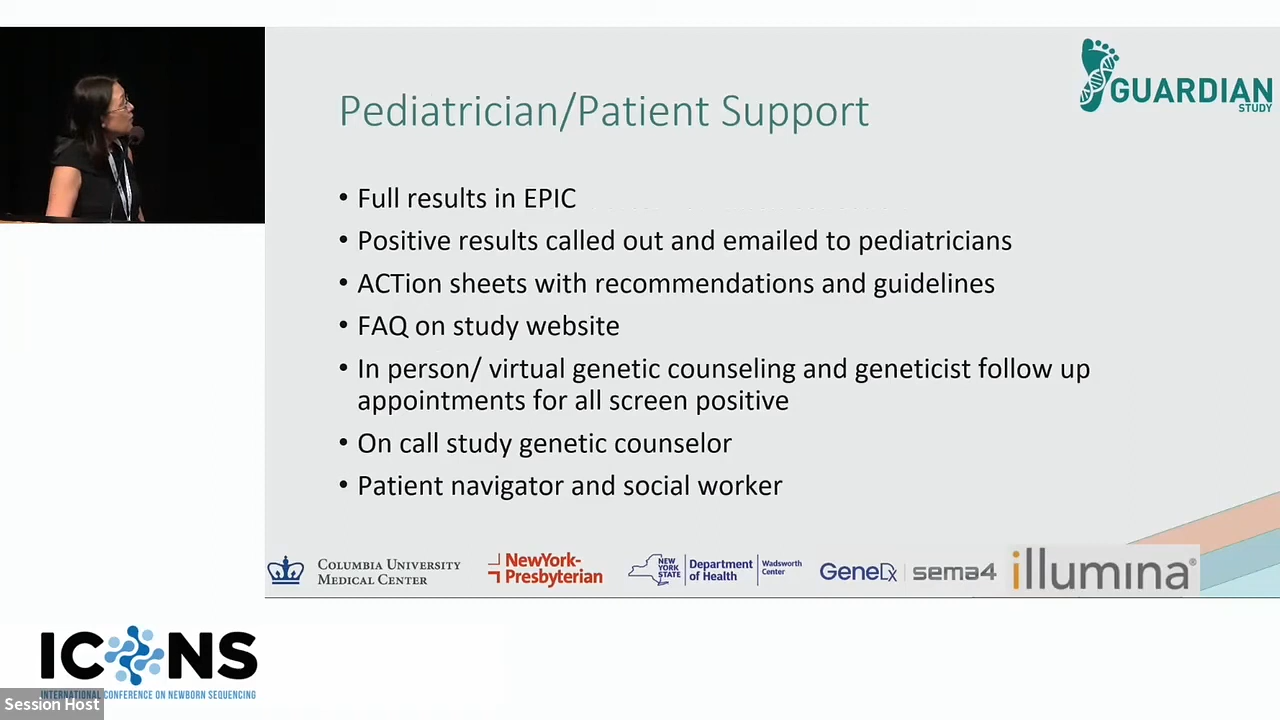 GUARDIAN
STUDY
Pediatrician/Patient Support
• Full results in EPIC
• Positive results called out and emailed to pediatricians
• ACTion sheets with recommendations and guidelines
• FAQ on study website
• In person/ virtual genetic counseling and geneticist follow up
appointments for all screen positive
• On call study genetic counselor
• Patient navigator and social worker
COLUMBIA UNIVERSITY
MEDICAL CENTER
NewYork-
Presbyterian
NEW
YORK
STATE
Department
of Health
Wadsworth
Center
GeneDx
sema4
illumina®
ICONS
INTERNATIONAL CONFERENCE ON NEWBORN SEQUENCING
Session Host